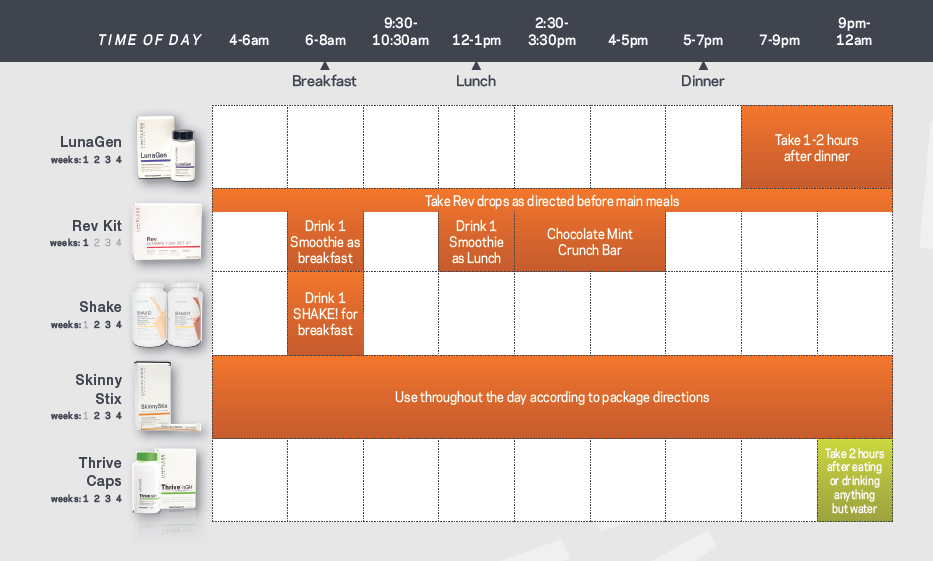 TIME OF DAY
4-6am
6-8am
9:30-
10:30am
12-1pm
2:30-
3:30pm
4-5pm
5-7pm
7-9pm
9pm-
12am
Breakfast
Lunch
Dinner
LunaGen
weeks: 1 2 3 4
LunaGen
LunaGen
Take 1-2 hours
after dinner
Take Rev drops as directed before main meals
Rev Kit
weeks: 1 2 3 4
Rev
Drink 1
Smoothie as
breakfast
Drink 1
Smoothie
as Lunch
Chocolate Mint
Crunch Bar
Shake
weeks: 1 2 3 4
SHAKE!
SHAKE!
Drink 1
SHAKE! for
breakfast
Skinny
Stix
weeks: 1 2 3 4
SkinnyStix
Use throughout the day according to package directions
Thrive
Caps
weeks: 1 2 3 4
Thrive
Take 2 hours
after eating
or drinking
anything
but water